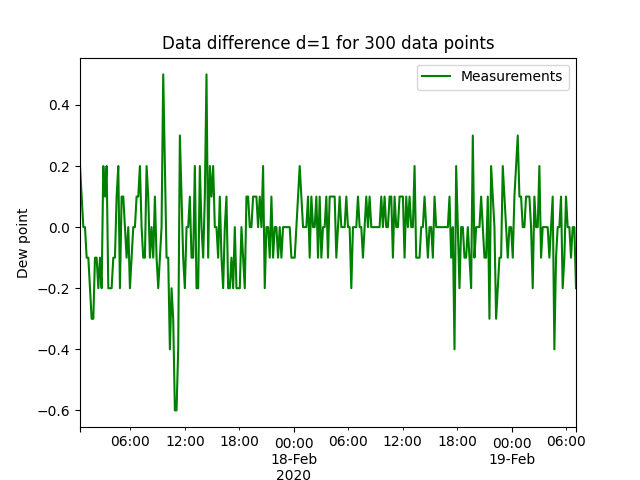 Data difference d=1 for 300 data points
Measurements
Dew point
0.4
0.2
0.0
−0.2
−0.4
−0.6
06:00 12:00 18:00 00:00 06:00 12:00 18:00 00:00 06:00
18-Feb 19-Feb
2020